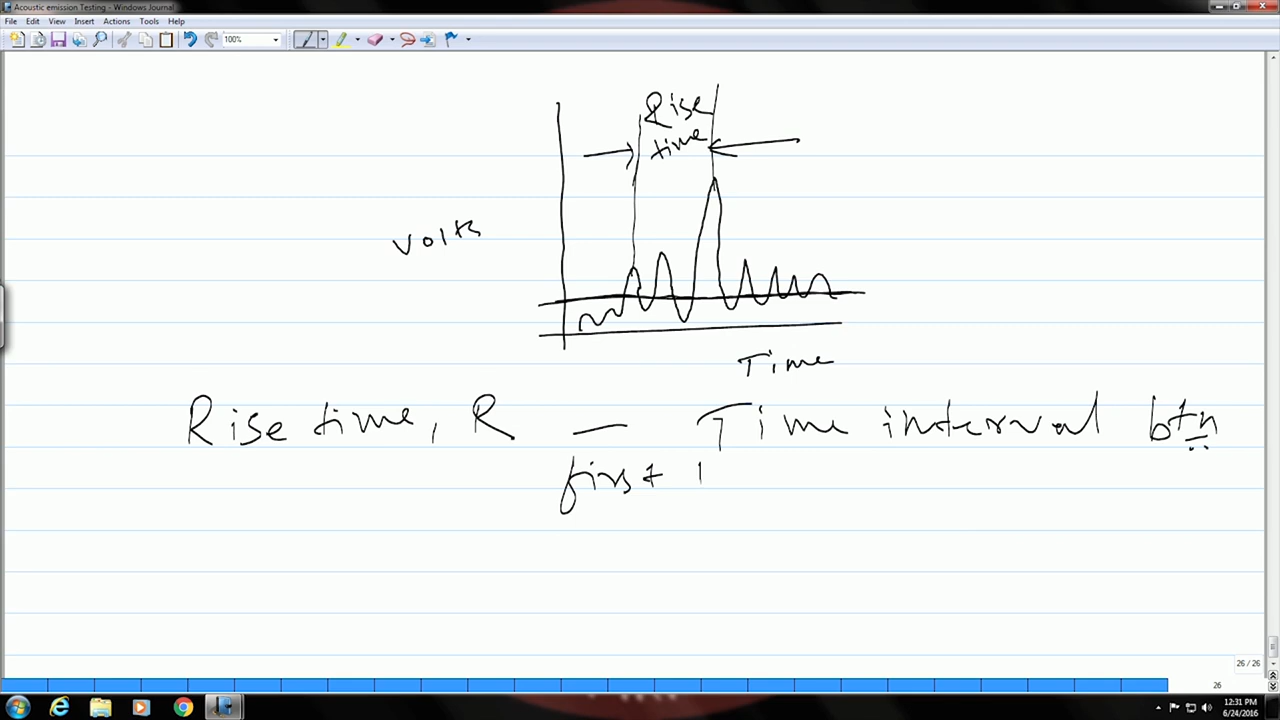 Acoustic emission Testing - Windows Journal
File Edit View Insert Actions Tools Help
100%
Rise
time
volts
Time
Rise time, R — Time interval btn
first
26 / 26
26
12:31 PM
6/24/2016